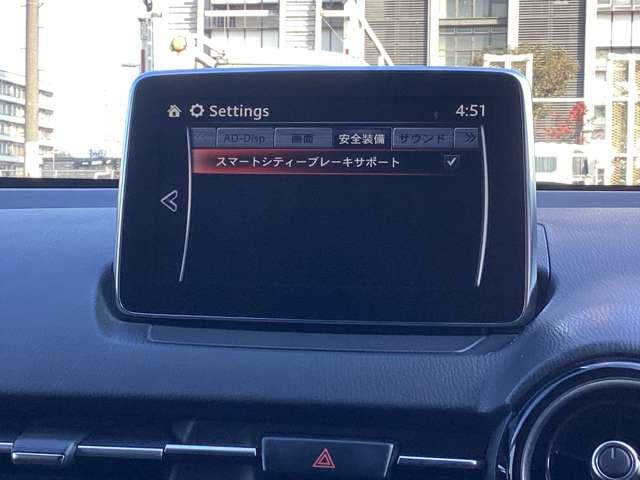 Settings 4:51
AD-Disp 画面 安全装備 サウンド
スマートシティーブレーキサポート